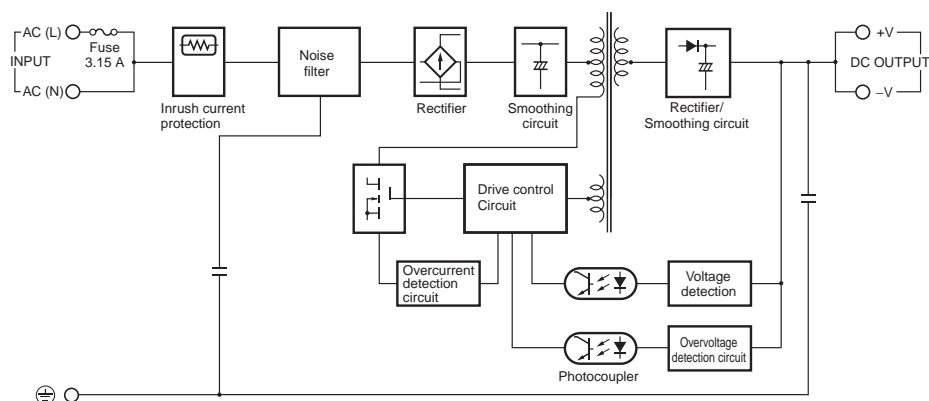 AC (L)
Fuse
3.15 A
INPUT
AC (N)
Inrush current
protection
Noise
filter
Rectifier
Smoothing
circuit
Rectifier/
Smoothing circuit
+V
DC OUTPUT
–V
Drive control
Circuit
Overcurrent
detection
circuit
Voltage
detection
Overvoltage
detection circuit
Photocoupler